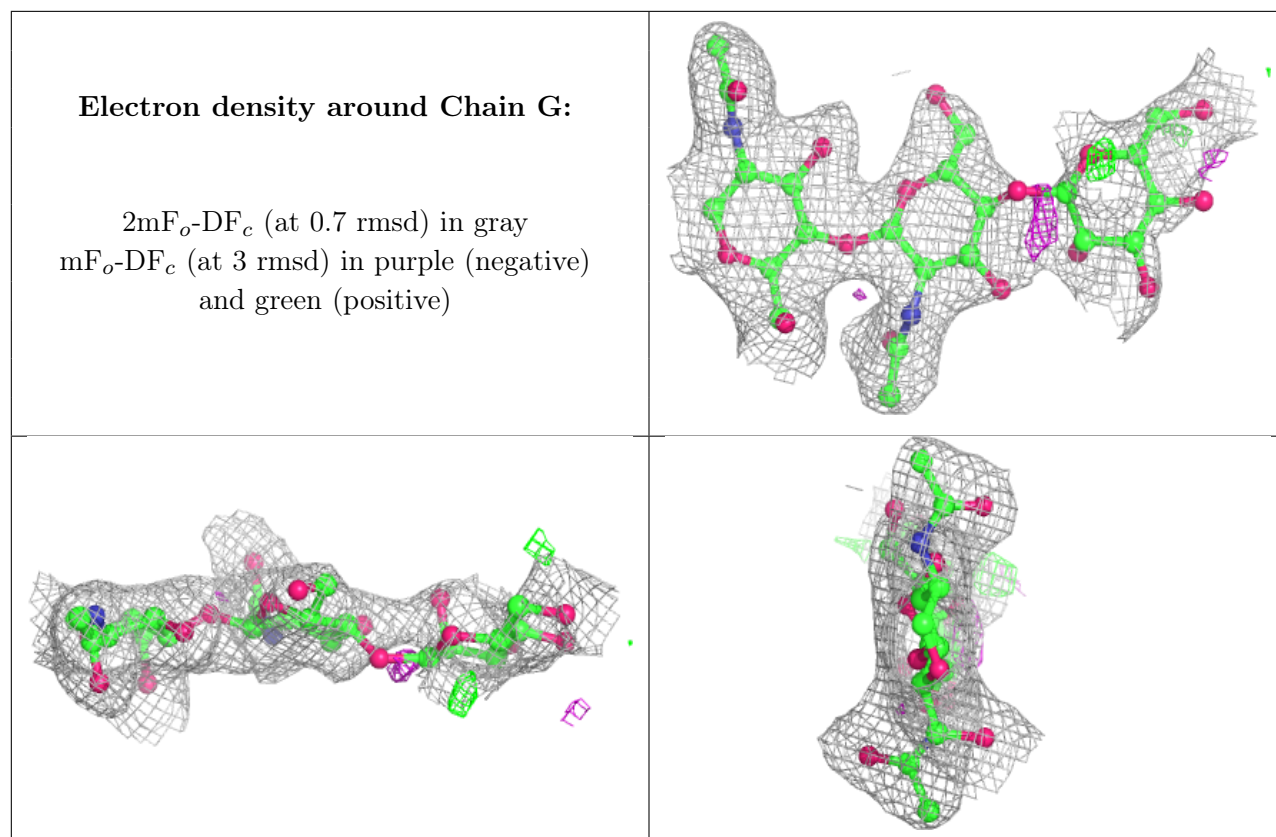 Electron density around Chain G:
2mFₒ-DF𝒸 (at 0.7 rmsd) in gray
mFₒ-DF𝒸 (at 3 rmsd) in purple (negative)
and green (positive)